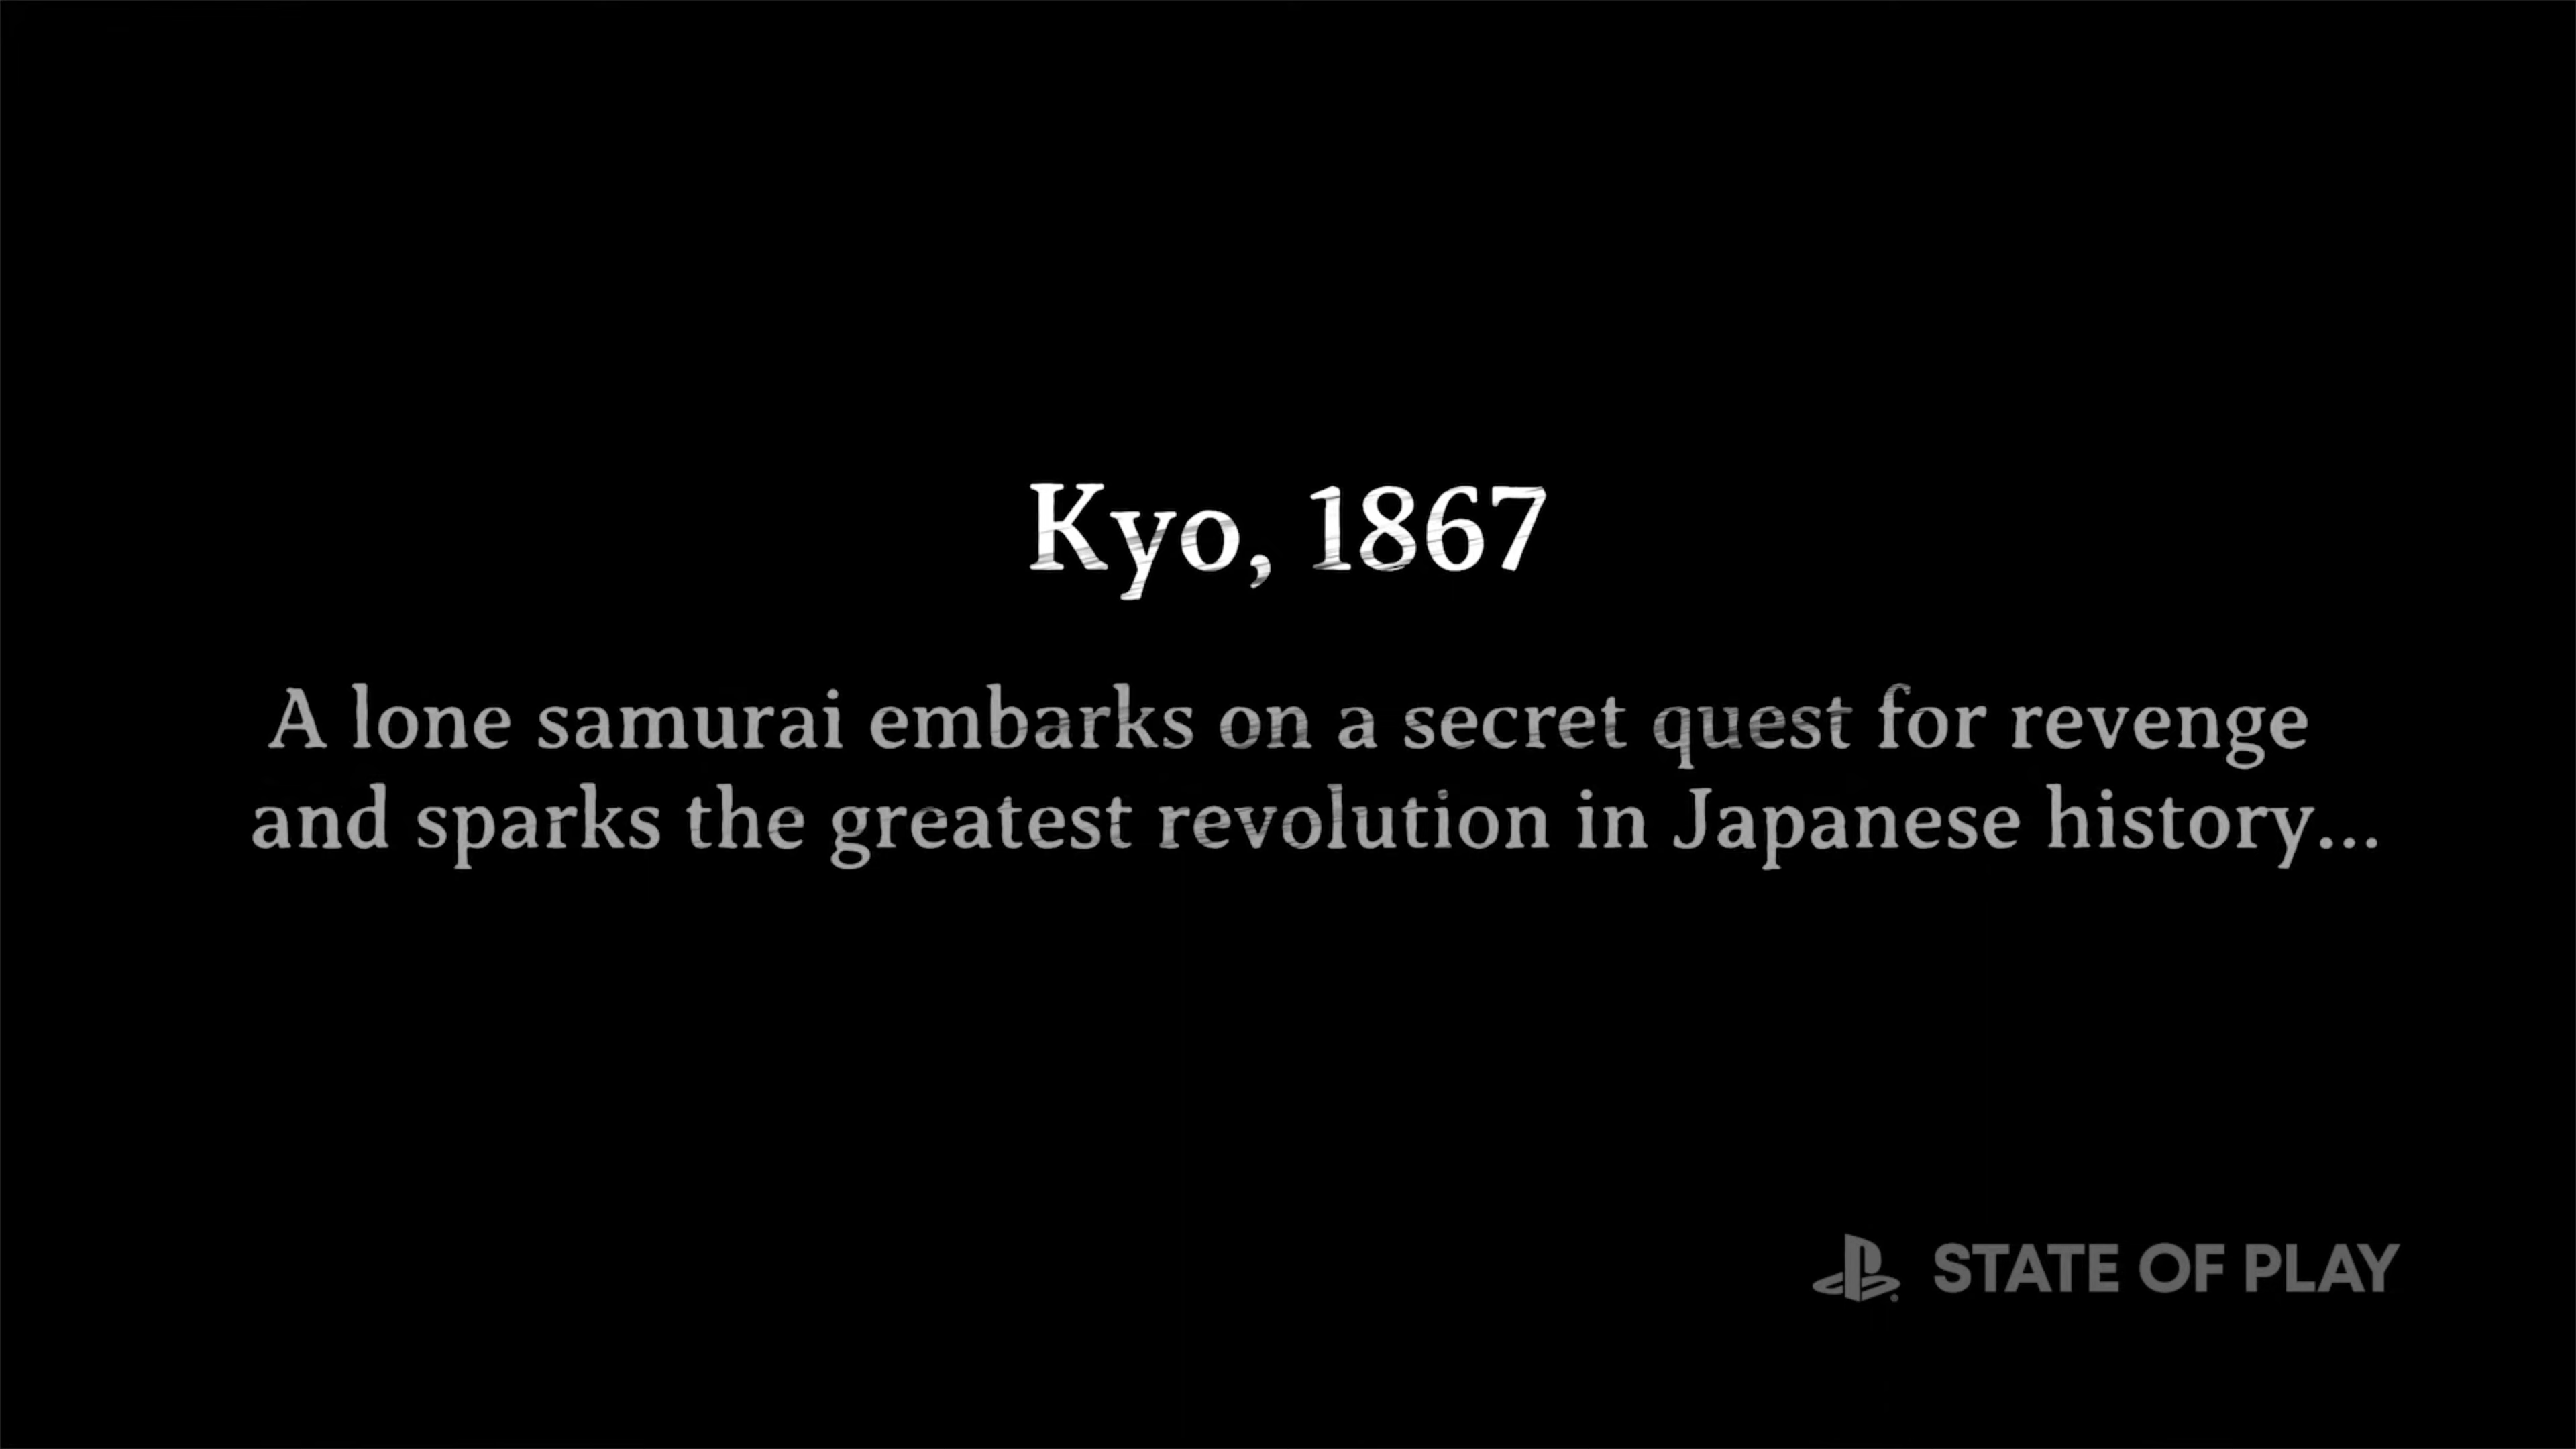 Kyo, 1867
A lone samurai embarks on a secret quest for revenge
and sparks the greatest revolution in Japanese history...
STATE OF PLAY